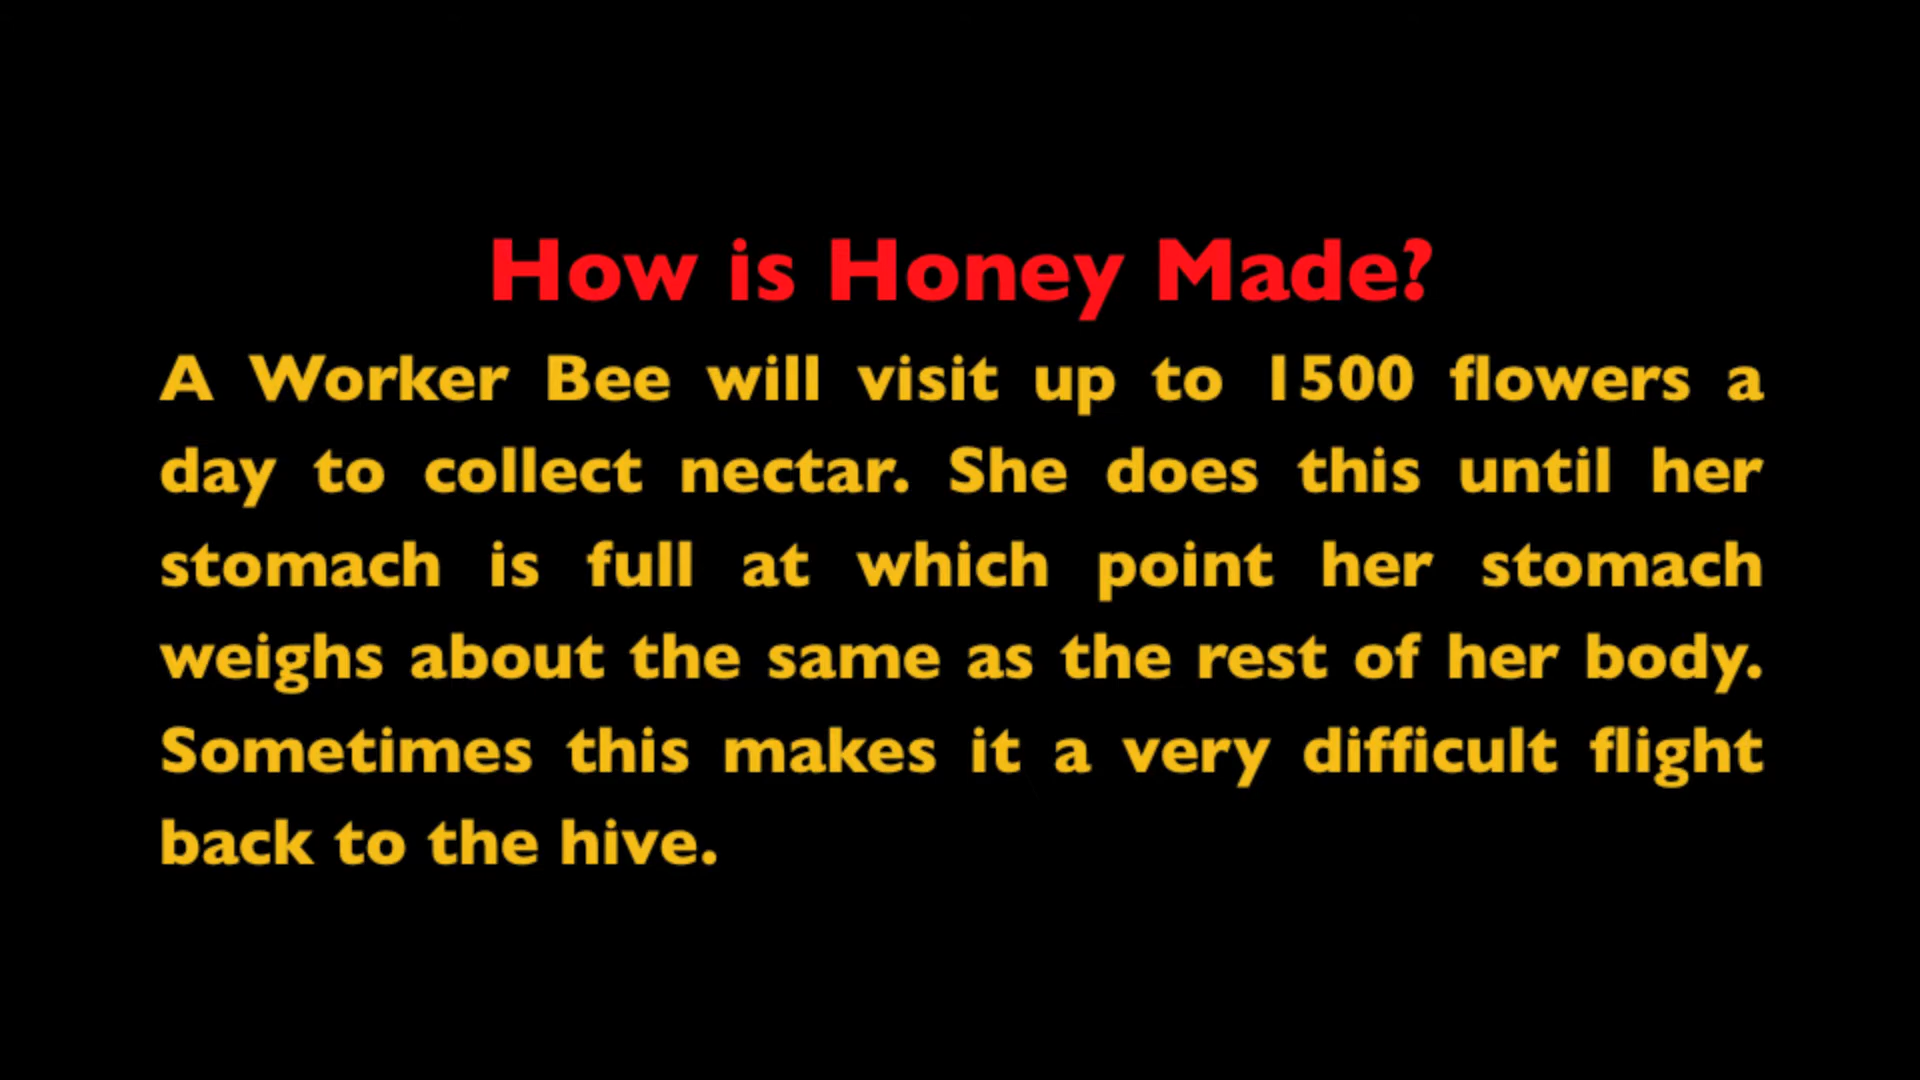 How is Honey Made?
A Worker Bee will visit up to 1500 flowers a
day to collect nectar. She does this until her
stomach is full at which point her stomach
weighs about the same as the rest of her body.
Sometimes this makes it a very difficult flight
back to the hive.